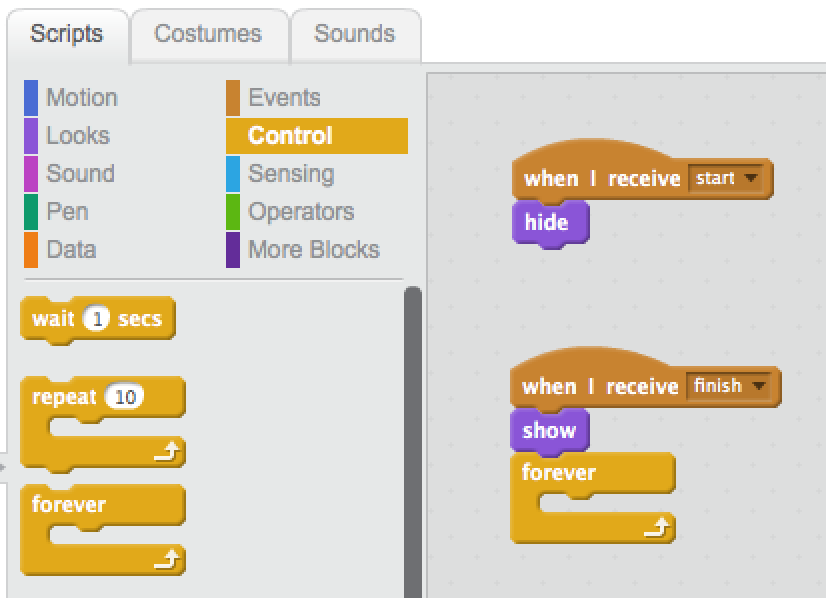 Scripts Costumes Sounds
Motion Events
Looks Control
Sound Sensing
Pen Operators
Data More Blocks
wait 1 secs
repeat 10
forever
when I receive start
hide
when I receive finish
show
forever